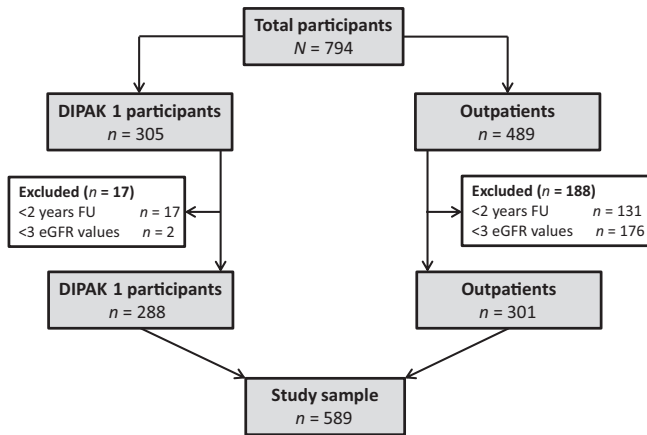 Total participants
N = 794
DIPAK 1 participants
n = 305
Outpatients
n = 489
Excluded (n = 17)
<2 years FU n = 17
<3 eGFR values n = 2
Excluded (n = 188)
<2 years FU n = 131
<3 eGFR values n = 176
DIPAK 1 participants
n = 288
Outpatients
n = 301
Study sample
n = 589